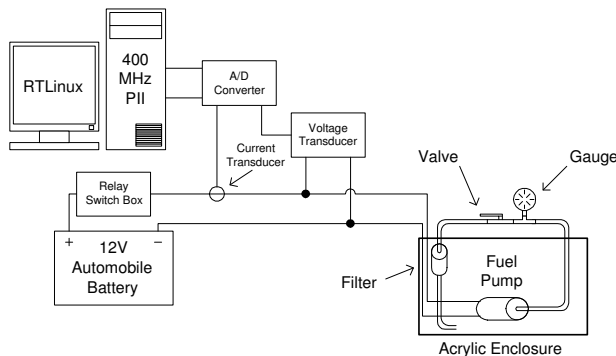 RTLinux
400
MHz
PII
A/D
Converter
Voltage
Transducer
Current
Transducer
Relay
Switch Box
+ −
12V
Automobile
Battery
Valve
Gauge
Filter
Fuel
Pump
Acrylic Enclosure